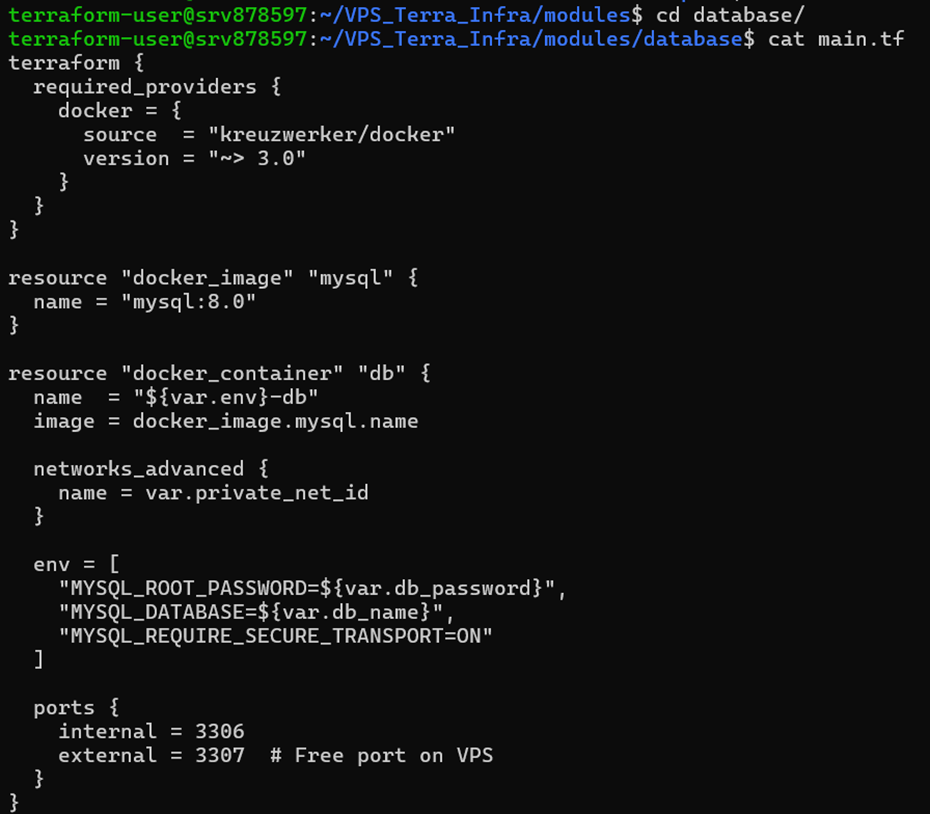 terraform-user@srv878597:~/VPS_Terra_Infra/modules$ cd database/
terraform-user@srv878597:~/VPS_Terra_Infra/modules/database$ cat main.tf
terraform {
  required_providers {
    docker = {
      source  = "kreuzwerker/docker"
      version = "~> 3.0"
    }
  }
}

resource "docker_image" "mysql" {
  name = "mysql:8.0"
}

resource "docker_container" "db" {
  name  = "${var.env}-db"
  image = docker_image.mysql.name

  networks_advanced {
    name = var.private_net_id
  }

  env = [
    "MYSQL_ROOT_PASSWORD=${var.db_password}",
    "MYSQL_DATABASE=${var.db_name}",
    "MYSQL_REQUIRE_SECURE_TRANSPORT=ON"
  ]

  ports {
    internal = 3306
    external = 3307  # Free port on VPS
  }
}